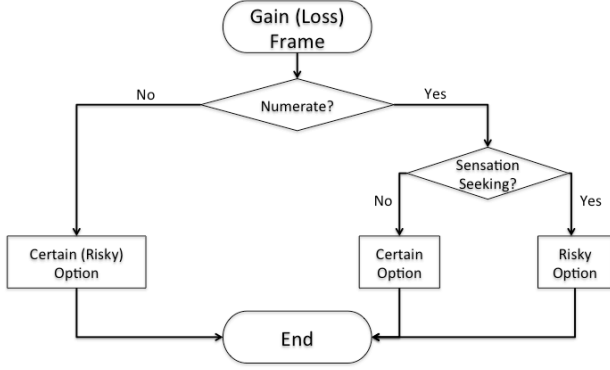 Gain (Loss)
Frame
Numerate?
No
Yes
Sensation
Seeking?
No
Yes
Certain (Risky)
Option
Certain
Option
Risky
Option
End